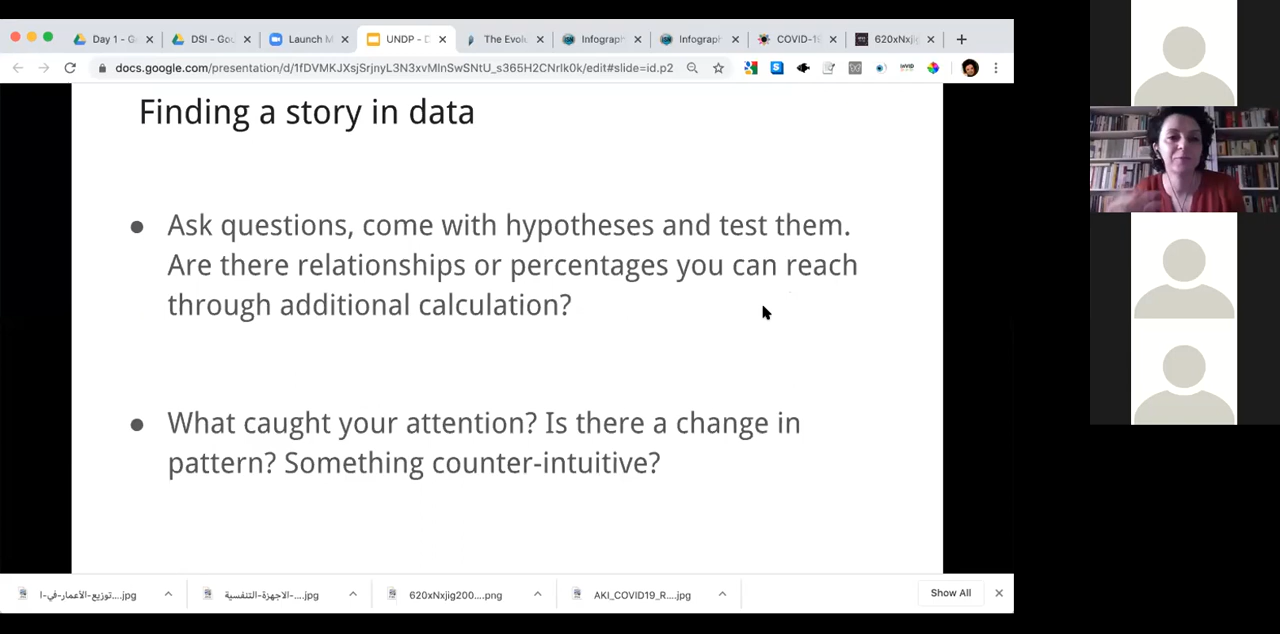 Day 1 - G
DSI - Gou
Launch M
UNDP - D
The Evolu
Infograph
Infograph
COVID-19
620xNxjig
docs.google.com/presentation/d/1fDVMKJXsjSrjnyL3N3xvMlnSwSNtU_s365H2CNrlk0k/edit#slide=id.p2
Finding a story in data
● Ask questions, come with hypotheses and test them.
Are there relationships or percentages you can reach
through additional calculation?
● What caught your attention? Is there a change in
pattern? Something counter-intuitive?
توزيع-الأعمار-في-ا....jpg
الاجهزة-التنفسية-....jpg
620xNxjig200....png
AKI_COVID19_R....jpg
Show All